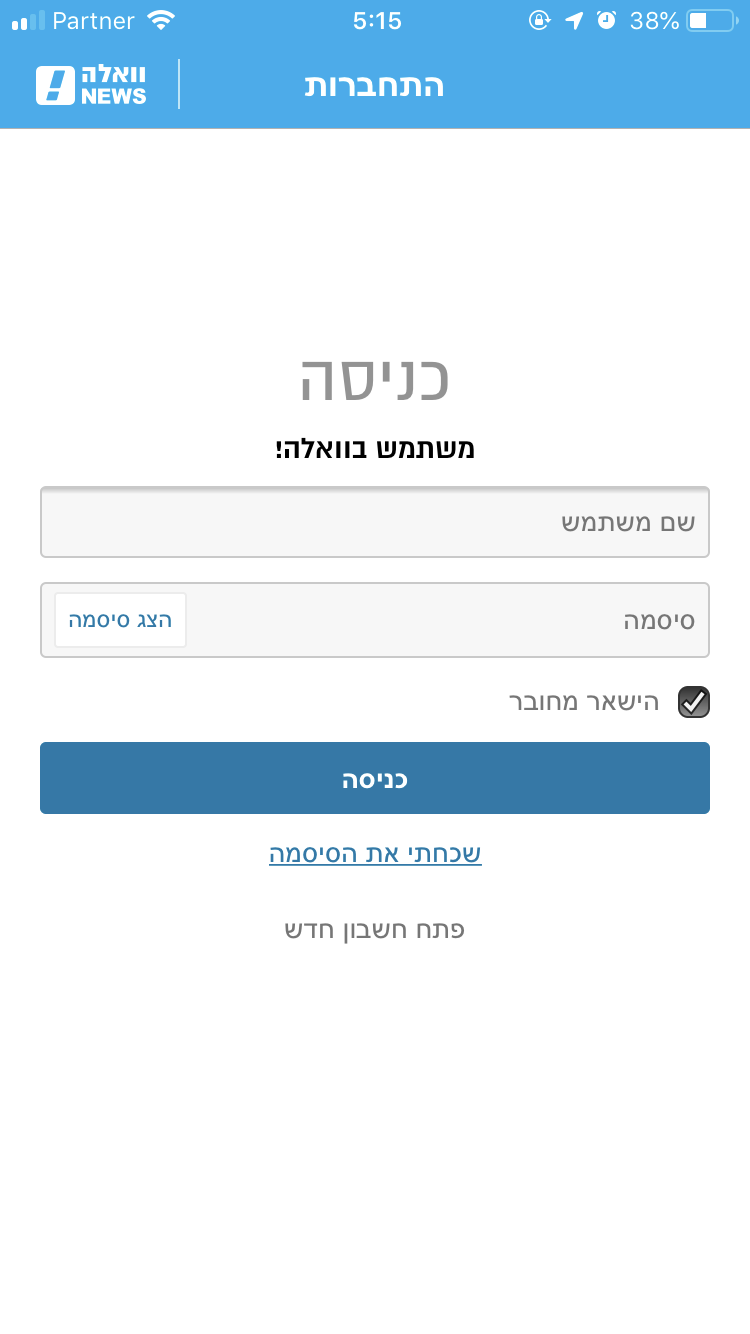 Partner 5:15 38%
וואלה
NEWS
התחברות
כניסה
משתמש בוואלה!
שם משתמש
סיסמה
הצג סיסמה
הישאר מחובר
כניסה
שכחתי את הסיסמה
פתח חשבון חדש